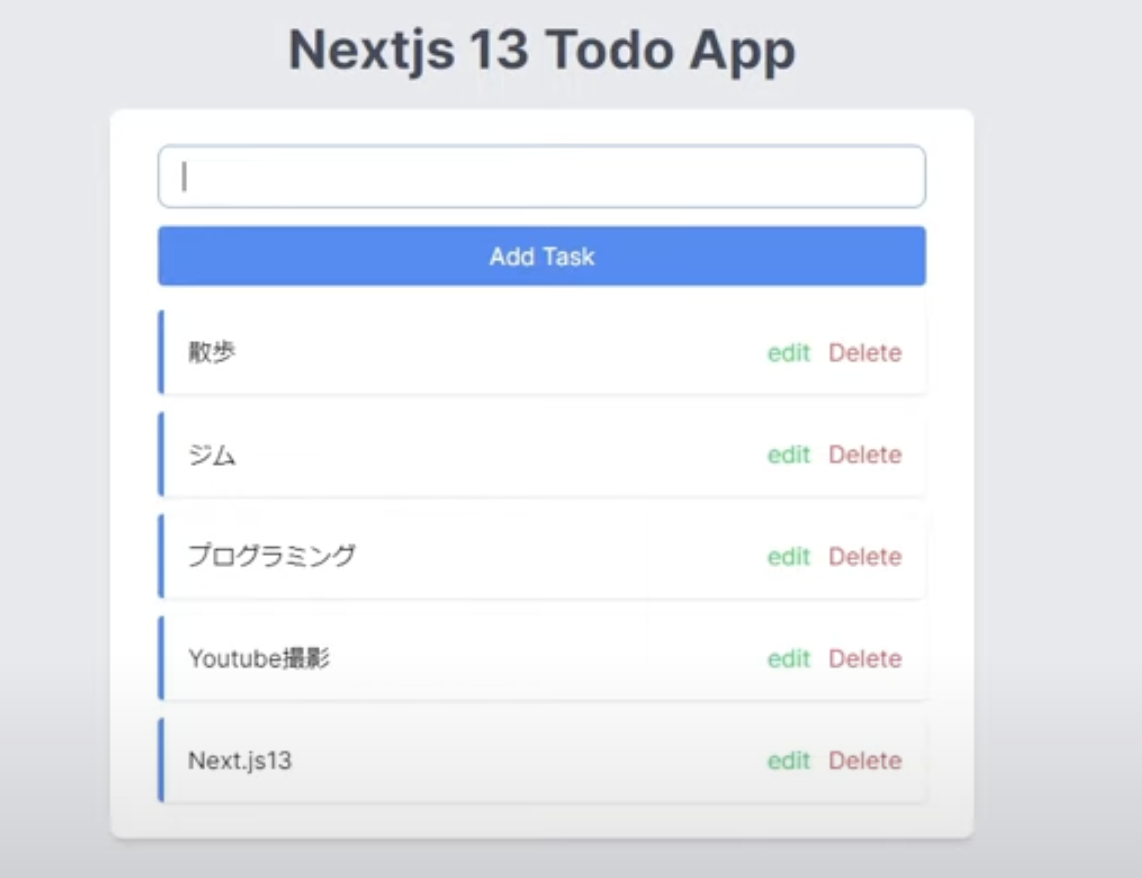 Nextjs 13 Todo App
Add Task
散歩 edit Delete
ジム edit Delete
プログラミング edit Delete
Youtube撮影 edit Delete
Next.js13 edit Delete